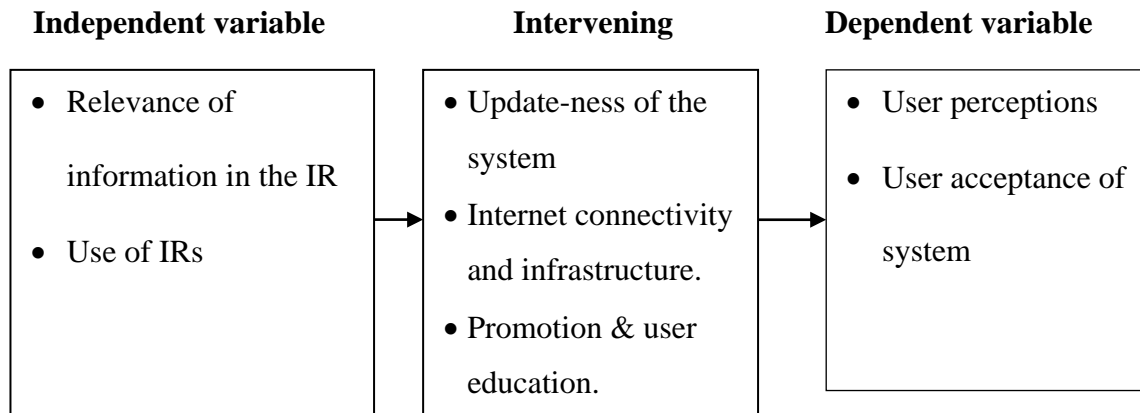 Independent variable
Intervening
Dependent variable
• Relevance of
information in the IR
• Use of IRs
• Update-ness of the
system
• Internet connectivity
and infrastructure.
• Promotion & user
education.
• User perceptions
• User acceptance of
system